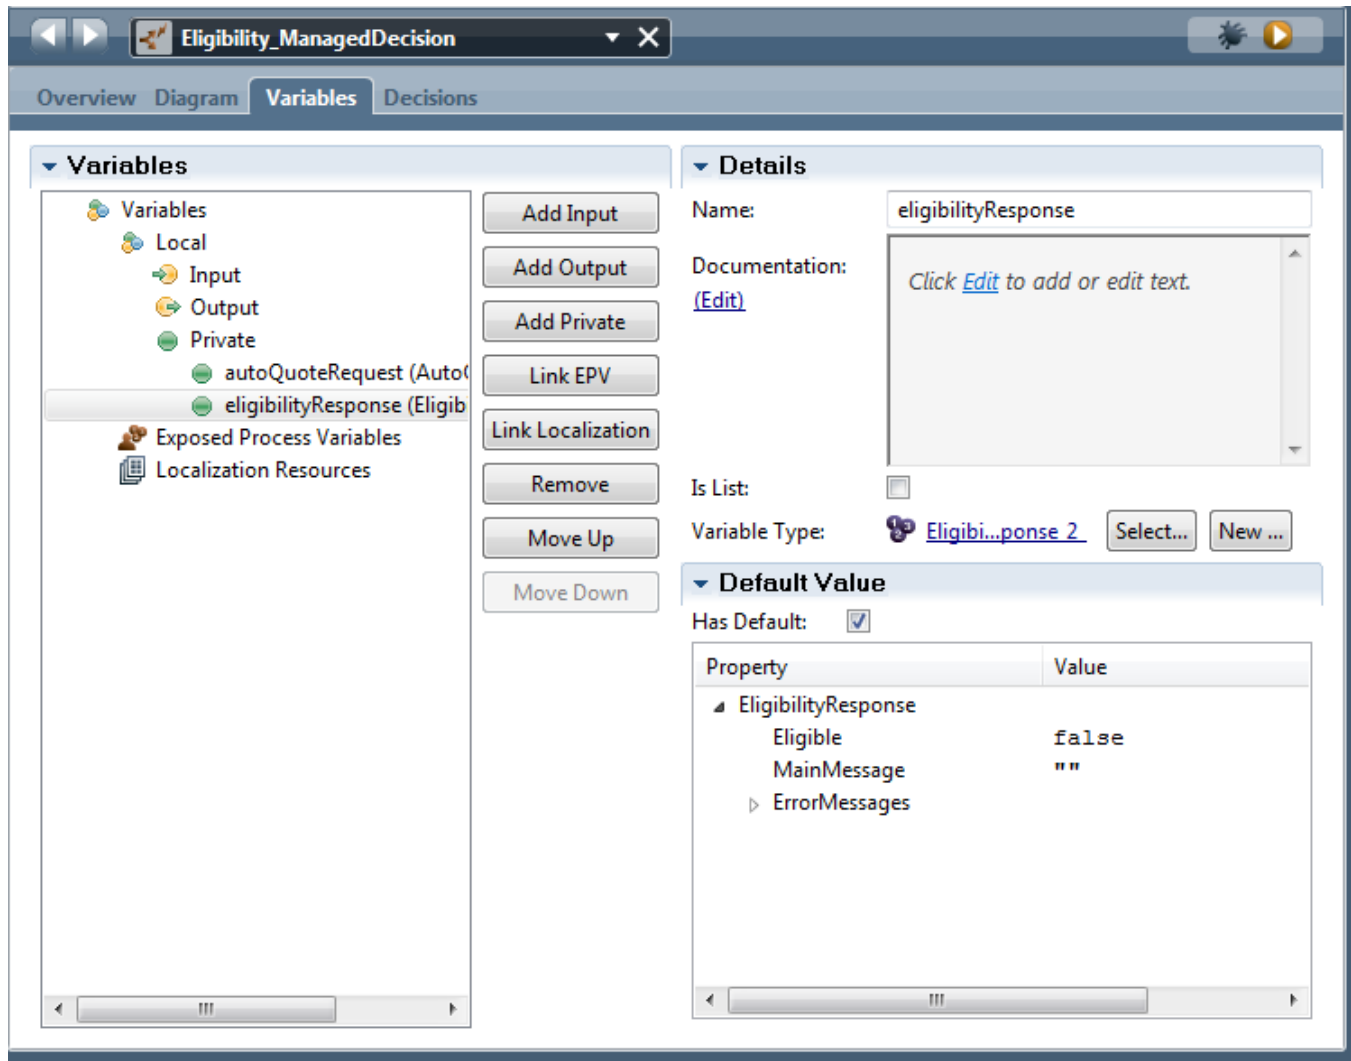 Eligibility_ManagedDecision
Overview Diagram Variables Decisions
Variables
Variables
Local
Input
Output
Private
autoQuoteRequest (Auto
eligibilityResponse (Eligib
Exposed Process Variables
Localization Resources
Add Input
Add Output
Add Private
Link EPV
Link Localization
Remove
Move Up
Move Down
Details
Name: eligibilityResponse
Documentation:
(Edit)
Click Edit to add or edit text.
Is List:
Variable Type: Eligibi...ponse 2 Select... New ...
Default Value
Has Default:
Property Value
EligibilityResponse
Eligible false
MainMessage ""
ErrorMessages